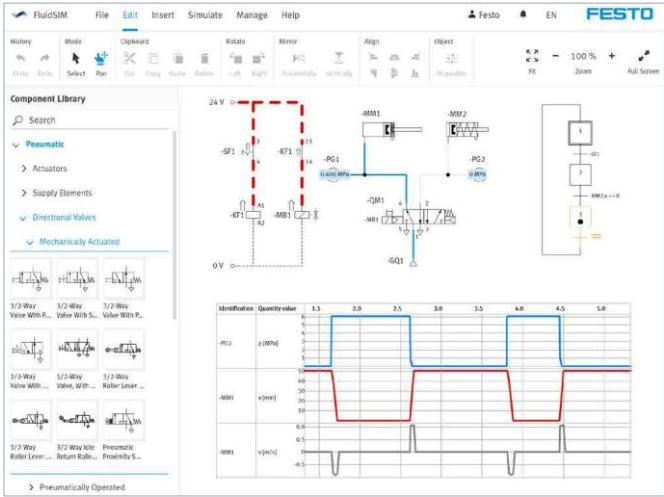 FluidSIM File Edit Insert Simulate Manage Help Festo EN FESTO
History Mode Clipboard Rotate Mirror Align Object
Undo Redo Select Pan Cut Copy Paste Delete Left Right Horizontally Vertically Properties Fit Zoom Full Screen
100 %
Component Library
Search
Pneumatic
Actuators
Supply Elements
Directional Valves
Mechanically Actuated
3/2-Way 3/2-Way 3/2-Way
Valve With P... Valve With S... Valve With P...
3/2-Way 5/2-Way 3/2-Way
Valve With ... Valve, With ... Roller Lever ...
3/2-Way 3/2-Way Idle Pneumatic
Roller Lever ... Return Rolle... Proximity S...
Pneumatically Operated
24 V
-SF1 3 4
-KF1 13 14
-KF1 A1 A2
-MB1
0 V
-MM1 -MM2
-PG1 -PG2
0.600 MPa 0 MPa
-QM1 4 2
-MB1
5 3
-GQ1
1
-SF1
2
3
Identification Quantity value 1.5 2.0 2.5 3.0 3.5 4.0 4.5 5.0
-PG2 p [MPa]
-MM1 x [mm]
-MM1 v [m/s]